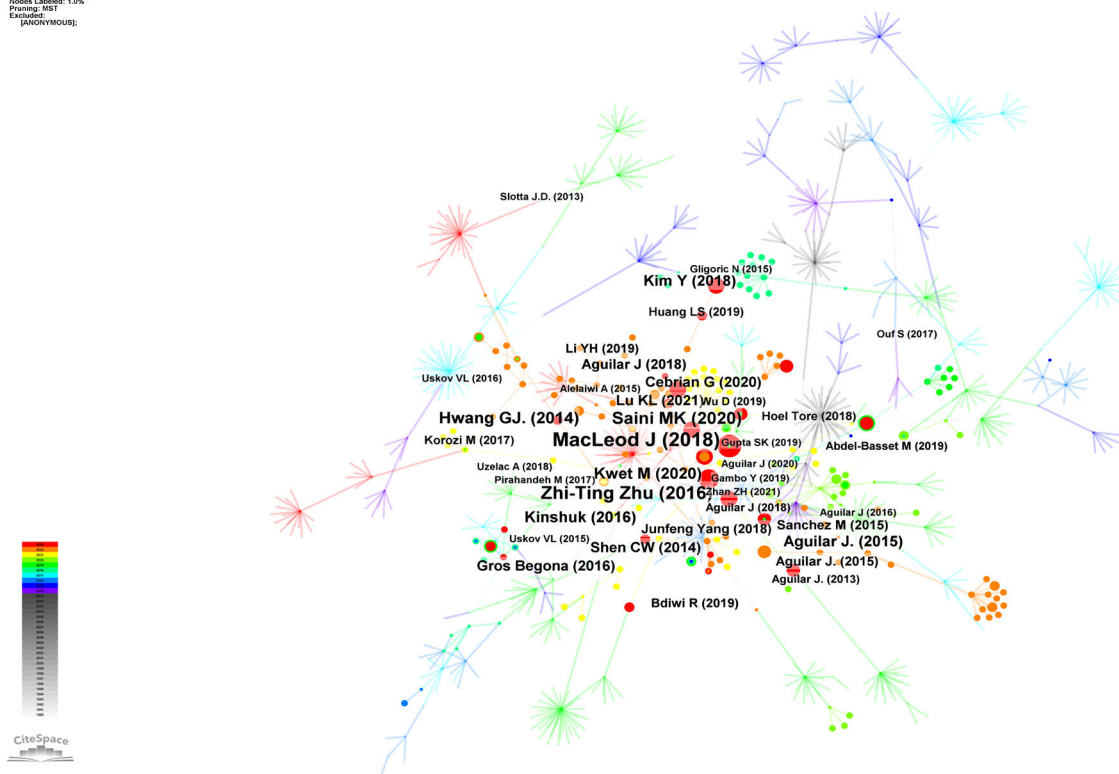 Nodes Labeled: 1.0%
Pruning: MST
Excluded:
[ANONYMOUS];
Slotta J.D. (2013)
Gligoric N (2015)
Kim Y (2018)
Huang LS (2019)
Ouf S (2017)
Li YH (2019)
Aguilar J (2018)
Uskov VL (2016)
Cebrian G (2020)
Alelaiwi A (2015)
Lu KL (2021)
Wu D (2019)
Hwang GJ. (2014)
Saini MK (2020)
Hoel Tore (2018)
Korozi M (2017)
MacLeod J (2018)
Gupta SK (2019)
Abdel-Basset M (2019)
Uzelac A (2018)
Aguilar J (2020)
Pirahandeh M (2017)
Kwet M (2020)
Gambo Y (2019)
Zhi-Ting Zhu (2016)
Zhan ZH (2021)
Aguilar J (2018)
Aguilar J (2016)
Kinshuk (2016)
Junfeng Yang (2018)
Sanchez M (2015)
Uskov VL (2015)
Shen CW (2014)
Aguilar J. (2015)
Gros Begona (2016)
Aguilar J. (2015)
Aguilar J. (2013)
Bdiwi R (2019)
CiteSpace